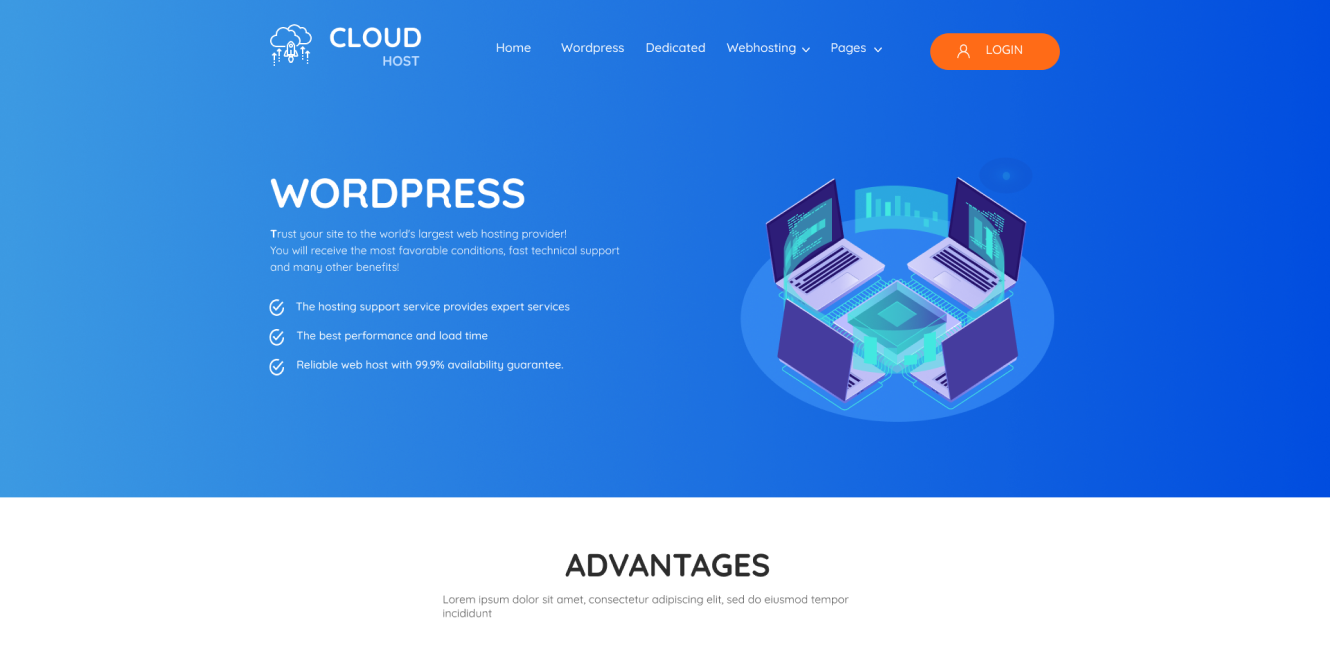 CLOUD
HOST
Home
Wordpress
Dedicated
Webhosting
Pages
LOGIN
WORDPRESS
Trust your site to the world's largest web hosting provider!
You will receive the most favorable conditions, fast technical support
and many other benefits!
The hosting support service provides expert services
The best performance and load time
Reliable web host with 99.9% availability guarantee.
ADVANTAGES
Lorem ipsum dolor sit amet, consectetur adipiscing elit, sed do eiusmod tempor
incididunt